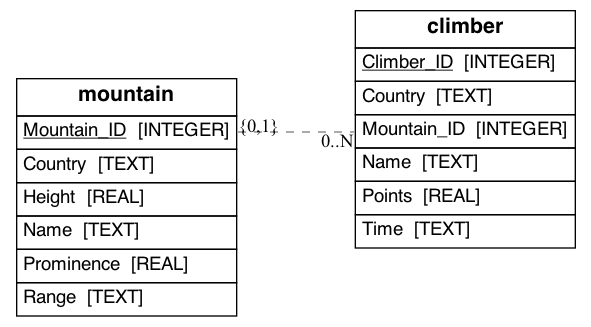 climber
Climber_ID [INTEGER]
Country [TEXT]
Mountain_ID [INTEGER]
Name [TEXT]
Points [REAL]
Time [TEXT]
mountain
Mountain_ID [INTEGER]
Country [TEXT]
Height [REAL]
Name [TEXT]
Prominence [REAL]
Range [TEXT]
{0,1}
0..N